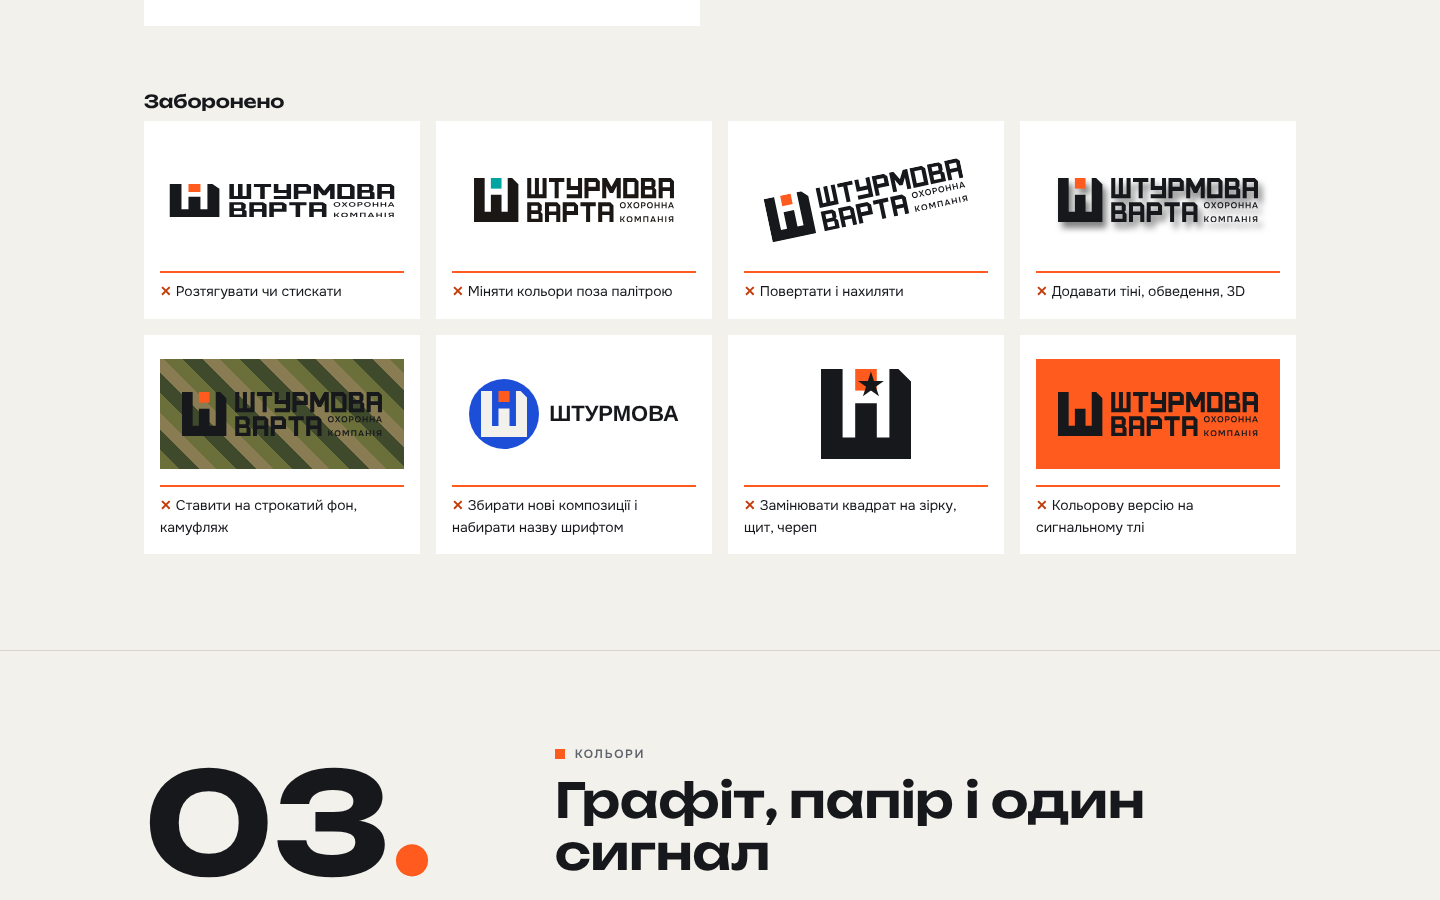 Заборонено
ШТУРМОВА
ВАРТА ОХОРОННА КОМПАНІЯ
ШТУРМОВА
ВАРТА ОХОРОННА КОМПАНІЯ
ШТУРМОВА
ВАРТА ОХОРОННА КОМПАНІЯ
ШТУРМОВА
ВАРТА ОХОРОННА КОМПАНІЯ
✕ Розтягувати чи стискати
✕ Міняти кольори поза палітрою
✕ Повертати і нахиляти
✕ Додавати тіні, обведення, 3D
ШТУРМОВА
ВАРТА ОХОРОННА КОМПАНІЯ
ШТУРМОВА
ШТУРМОВА
ВАРТА ОХОРОННА КОМПАНІЯ
✕ Ставити на строкатий фон,
камуфляж
✕ Збирати нові композиції і
набирати назву шрифтом
✕ Замінювати квадрат на зірку,
щит, череп
✕ Кольорову версію на
сигнальному тлі
03.
КОЛЬОРИ
Графіт, папір і один
сигнал